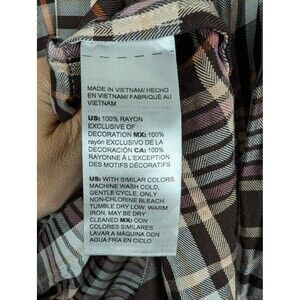 MADE IN VIETNAM/ HECHO
EN VIETNAM/ FABRIQUÉ AU
VIETNAM
US: 100% RAYON
EXCLUSIVE OF
DECORATION MX: 100%
rayón EXCLUSIVO DE LA
DECORACIÓN CA: 100%
RAYONNE À L'EXCEPTION
DES MOTIFS DÉCORATIFS
US: WITH SIMILAR COLORS
MACHINE WASH COLD,
GENTLE CYCLE. ONLY
NON-CHLORINE BLEACH.
TUMBLE DRY LOW. WARM
IRON. MAY BE DRY
CLEANED MX: CON
COLORES SIMILARES.
LAVAR A MÁQUINA CON
AGUA FRÍA EN CICLO